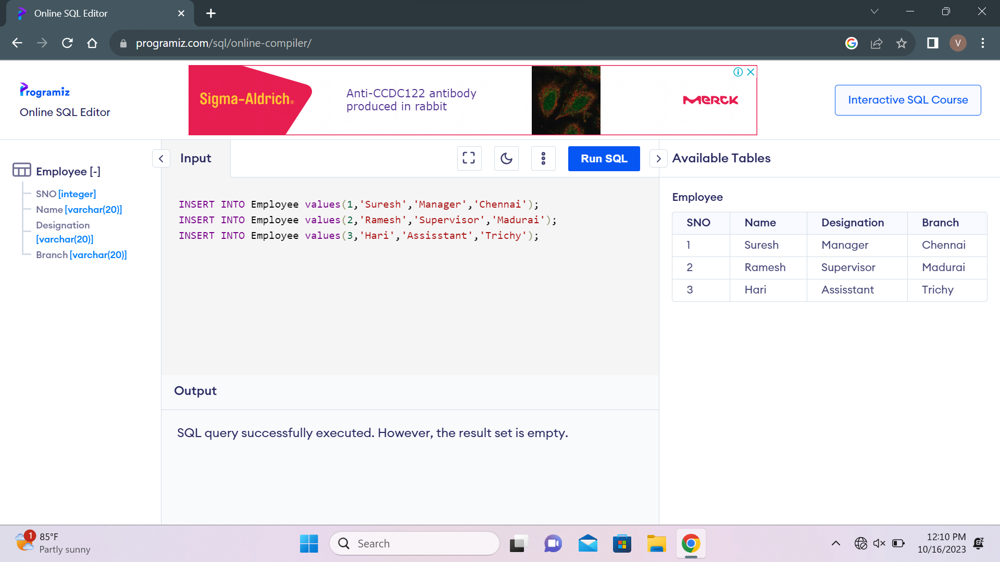 Online SQL Editor
programiz.com/sql/online-compiler/
V
Programiz
Online SQL Editor
Sigma-Aldrich®
Anti-CCDC122 antibody
produced in rabbit
MERCK
Interactive SQL Course
Employee [-]
SNO [integer]
Name [varchar(20)]
Designation
[varchar(20)]
Branch [varchar(20)]
Input
Run SQL
INSERT INTO Employee values(1,'Suresh','Manager','Chennai');
INSERT INTO Employee values(2,'Ramesh','Supervisor','Madurai');
INSERT INTO Employee values(3,'Hari','Assisstant','Trichy');
Output
SQL query successfully executed. However, the result set is empty.
Available Tables
Employee
SNO Name Designation Branch
1 Suresh Manager Chennai
2 Ramesh Supervisor Madurai
3 Hari Assisstant Trichy
1
85°F
Partly sunny
Search
12:10 PM
10/16/2023